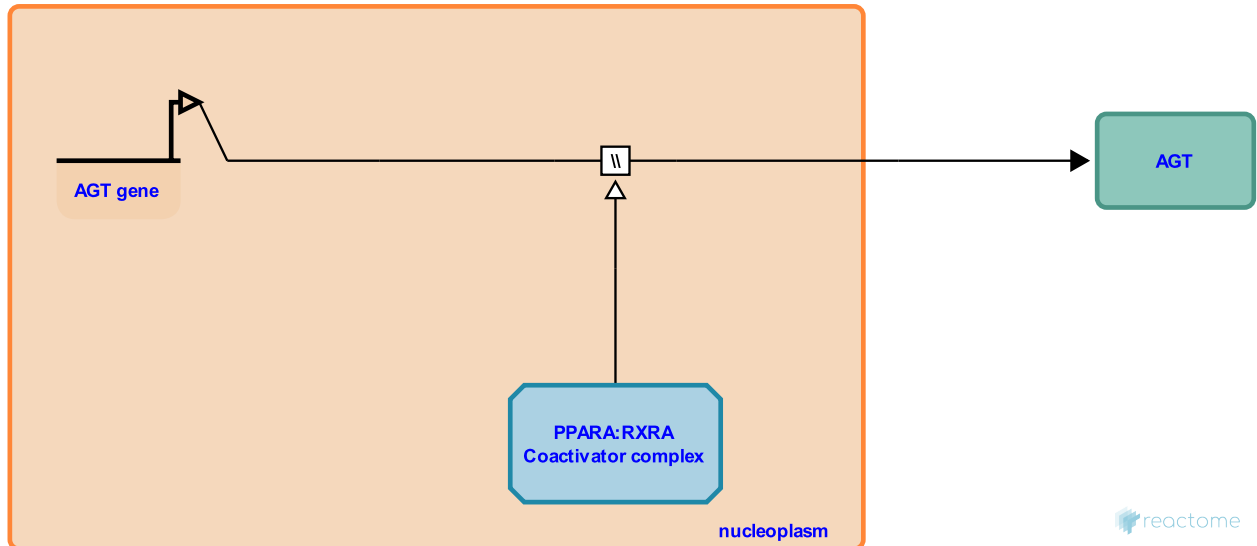 \\
AGT
AGT gene
PPARA:RXRA
Coactivator complex
reactome
nucleoplasm